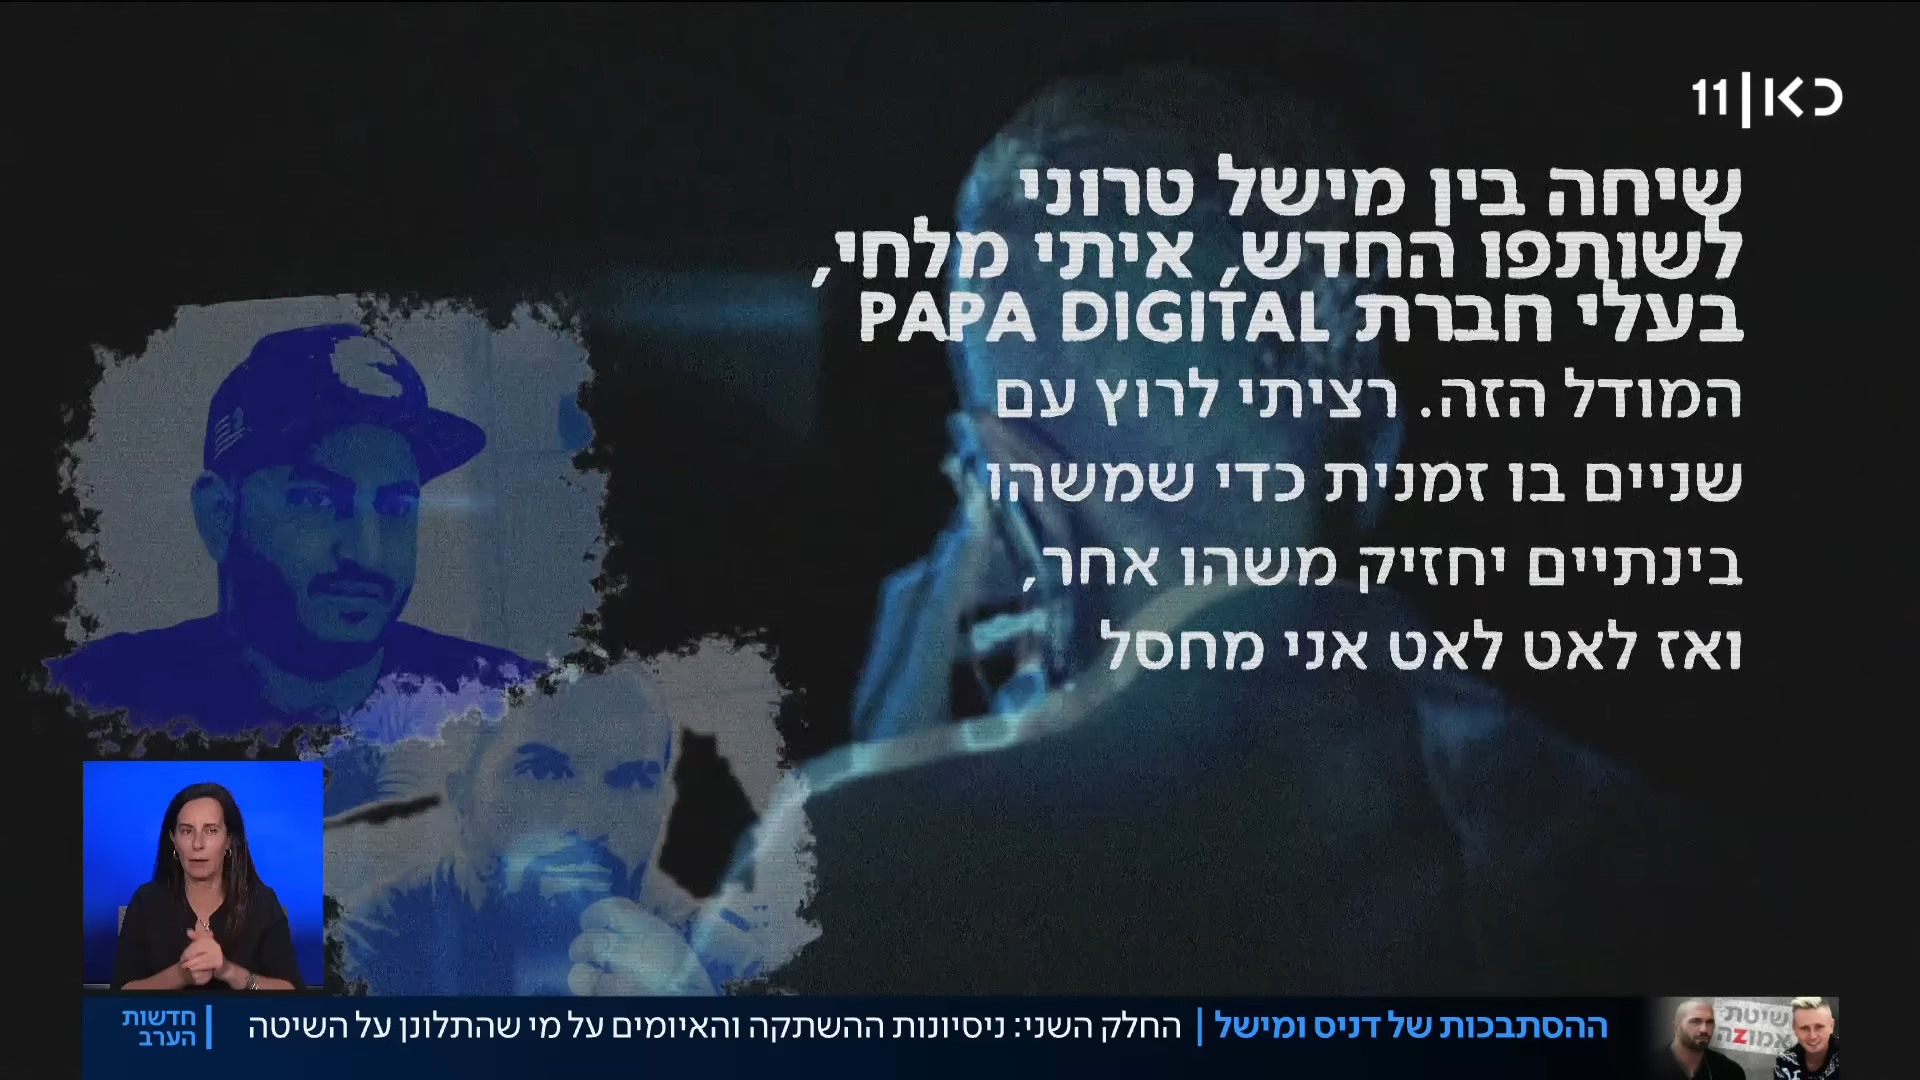 כאן 11
שיחה בין מישל טרוני
לשותפו החדש, איתי מלחי,
בעלי חברת PAPA DIGITAL
המודל הזה. רציתי לרוץ עם
שניים בו זמנית כדי שמשהו
בינתיים יחזיק משהו אחר,
ואז לאט לאט אני מחסל
ההסתבכות של דניס ומישל | החלק השני: ניסיונות ההשתקה והאיומים על מי שהתלונן על השיטה
חדשות
הערב
שיטת
אמוZה